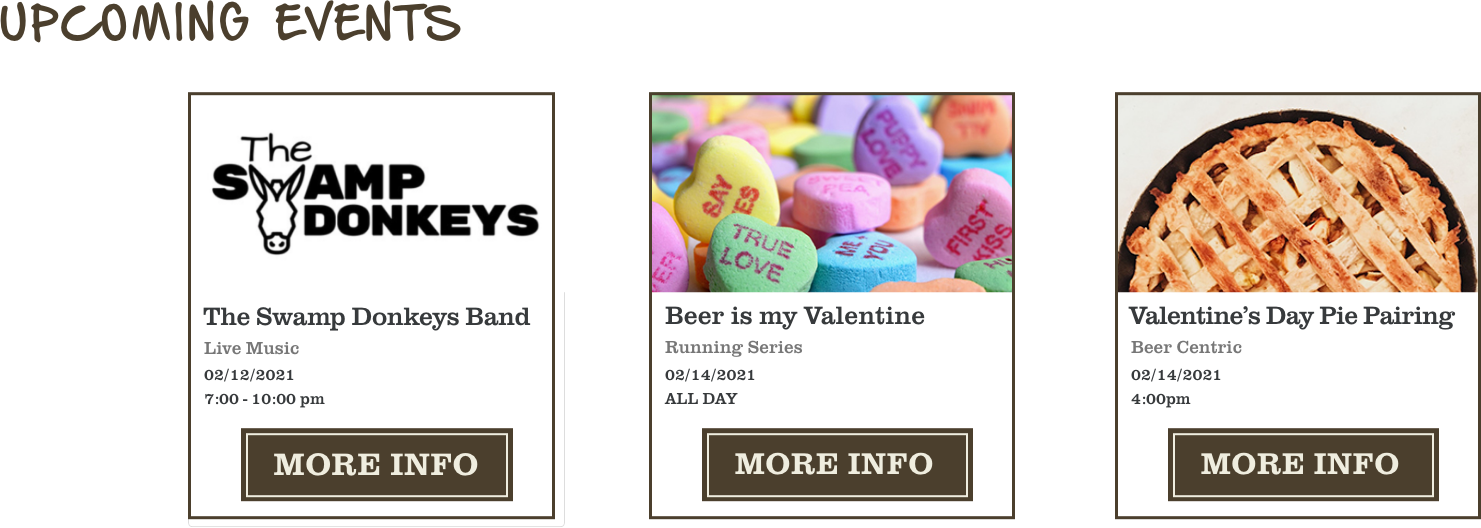 UPCOMING EVENTS
The
SWAMP
DONKEYS
The Swamp Donkeys Band
Live Music
02/12/2021
7:00 - 10:00 pm
MORE INFO
PUPPY
LOVE
SAY
YES
SWEET
PEA
TRUE
LOVE
ME +
YOU
FIRST
KISS
Beer is my Valentine
Running Series
02/14/2021
ALL DAY
MORE INFO
Valentine's Day Pie Pairing
Beer Centric
02/14/2021
4:00pm
MORE INFO